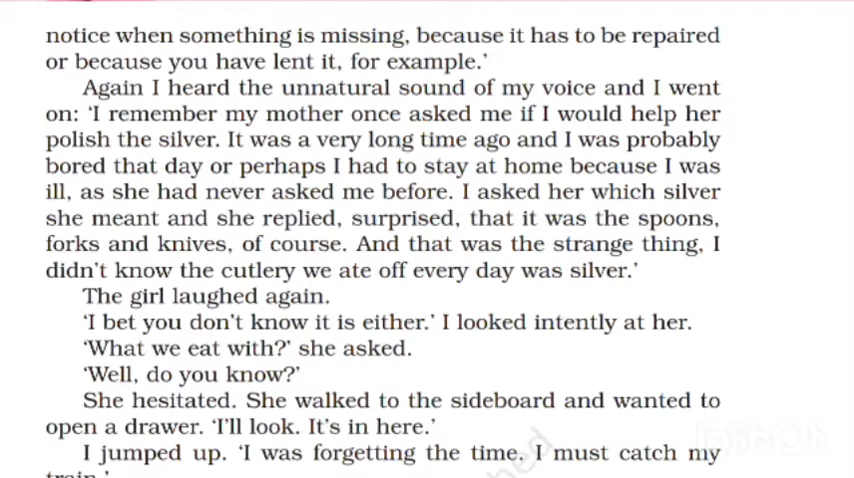 notice when something is missing, because it has to be repaired
or because you have lent it, for example.’
Again I heard the unnatural sound of my voice and I went
on: ‘I remember my mother once asked me if I would help her
polish the silver. It was a very long time ago and I was probably
bored that day or perhaps I had to stay at home because I was
ill, as she had never asked me before. I asked her which silver
she meant and she replied, surprised, that it was the spoons,
forks and knives, of course. And that was the strange thing, I
didn’t know the cutlery we ate off every day was silver.’
The girl laughed again.
‘I bet you don’t know it is either.’ I looked intently at her.
‘What we eat with?’ she asked.
‘Well, do you know?’
She hesitated. She walked to the sideboard and wanted to
open a drawer. ‘I’ll look. It’s in here.’
I jumped up. ‘I was forgetting the time. I must catch my
train.’